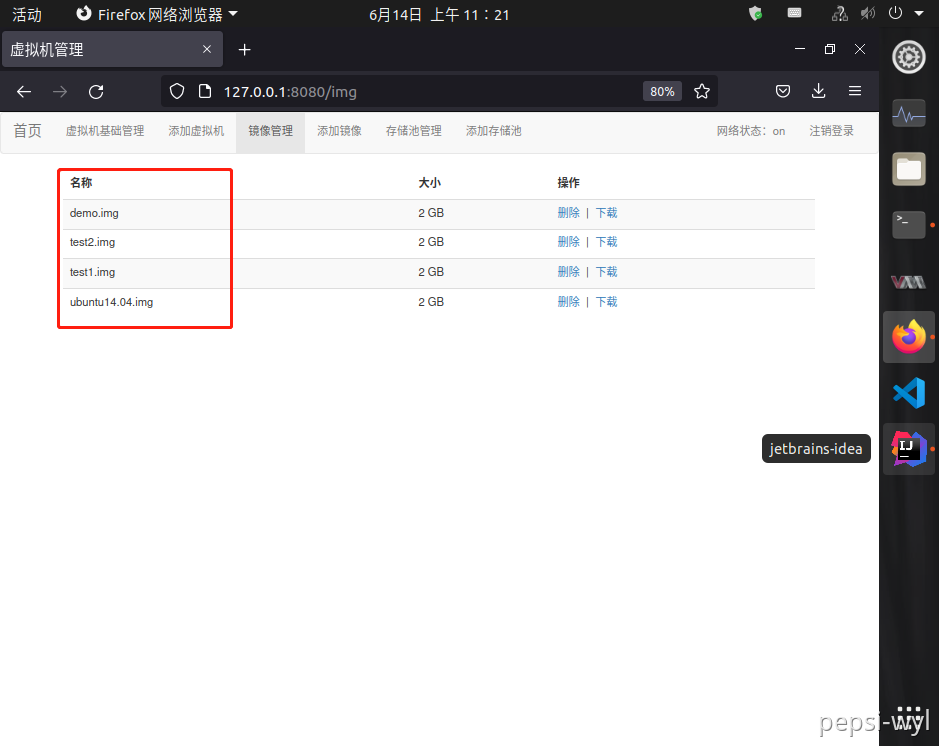 活动 Firefox 网络浏览器 6月14日 上午 11：21
虚拟机管理
127.0.0.1:8080/img 80%
首页 虚拟机基础管理 添加虚拟机 镜像管理 添加镜像 存储池管理 添加存储池 网络状态：on 注销登录
名称 大小 操作
demo.img 2 GB 删除 | 下载
test2.img 2 GB 删除 | 下载
test1.img 2 GB 删除 | 下载
ubuntu14.04.img 2 GB 删除 | 下载
jetbrains-idea
IJ
pepsi-wyl